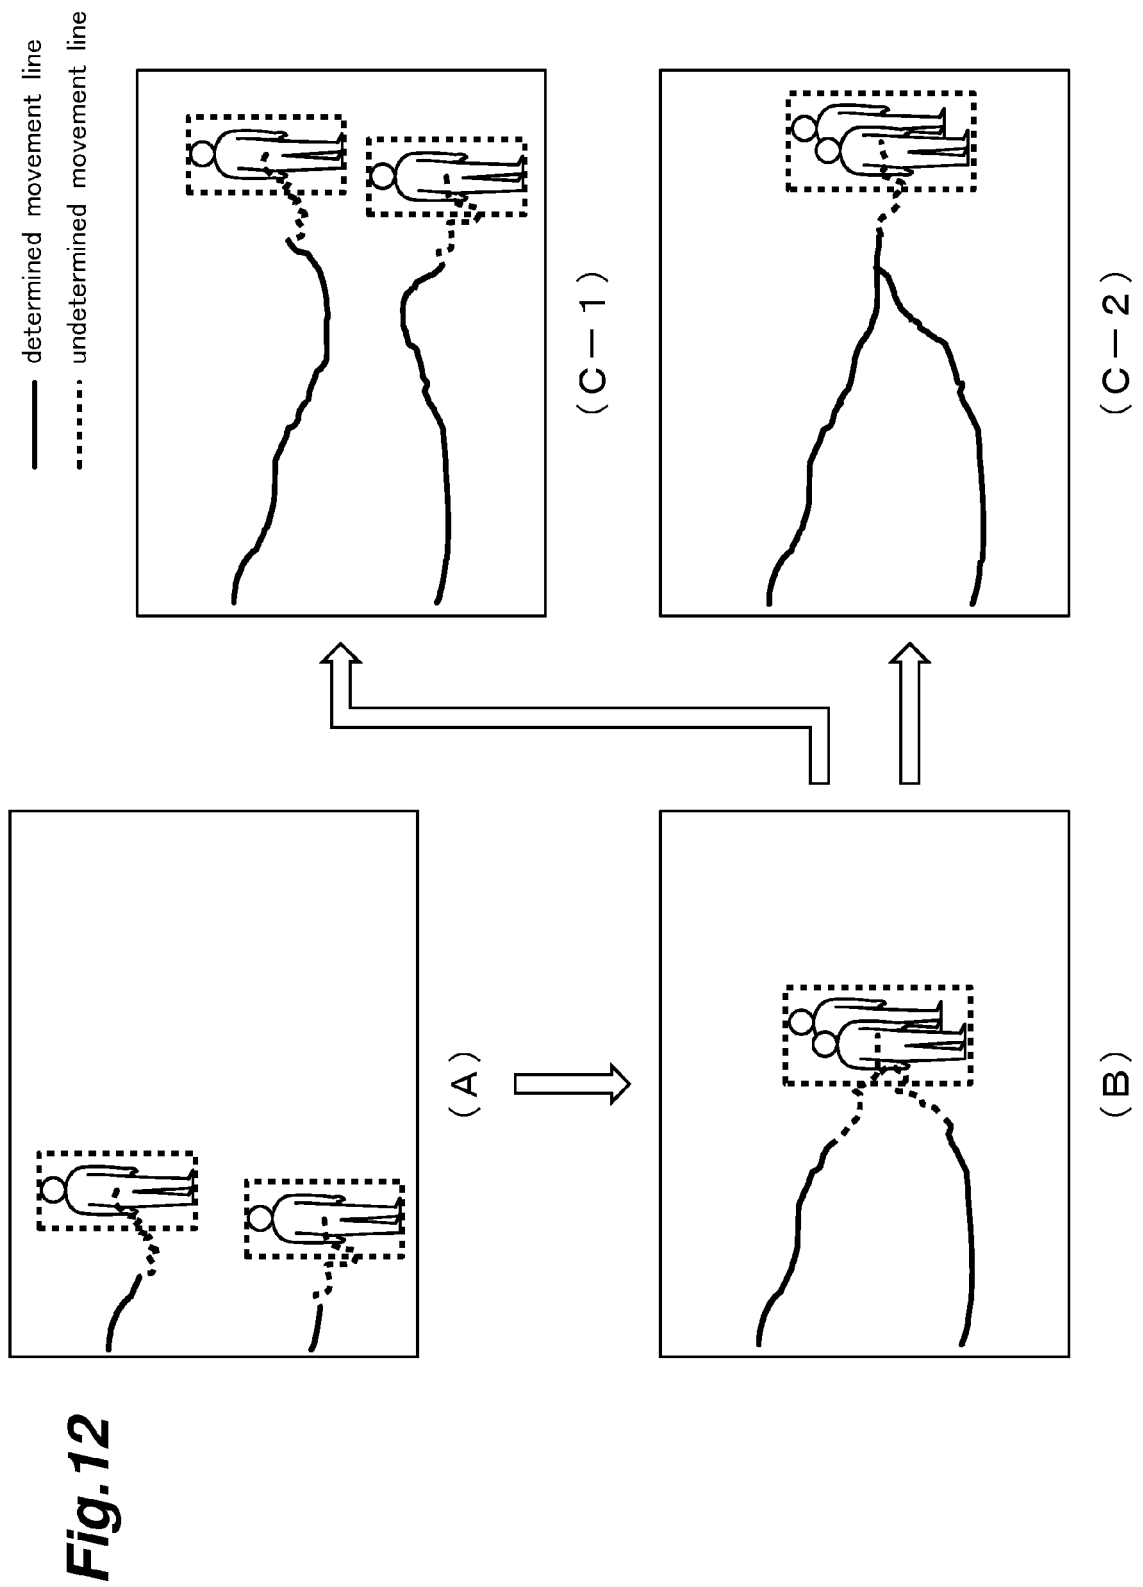 Fig.12
determined movement line
undetermined movement line
(A)
(B)
(C－1)
(C－2)